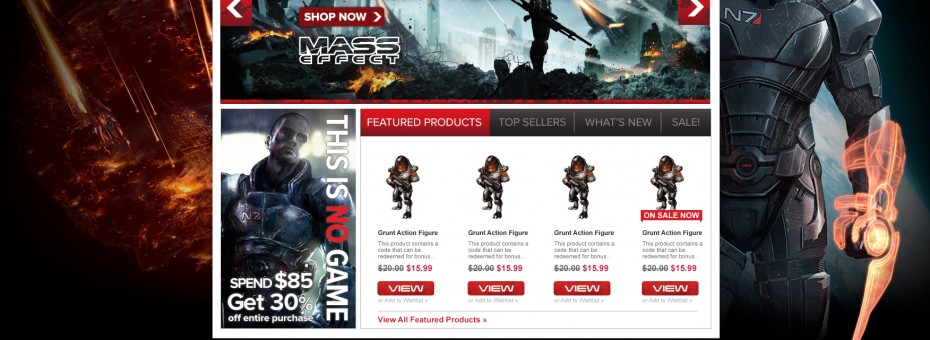 SHOP NOW
MASS
EFFECT
N7
THIS IS NO GAME
N7
SPEND $85
Get 30%
off entire purchase
FEATURED PRODUCTS TOP SELLERS WHAT'S NEW SALE!
ON SALE NOW
Grunt Action Figure Grunt Action Figure Grunt Action Figure Grunt Action Figure
This product contains a This product contains a This product contains a This product contains a
code that can be code that can be code that can be code that can be
redeemed for bonus... redeemed for bonus... redeemed for bonus... redeemed for bonus...
$20.00 $15.99 $20.00 $15.99 $20.00 $15.99 $20.00 $15.99
VIEW VIEW VIEW VIEW
or Add to Wishlist » or Add to Wishlist » or Add to Wishlist » or Add to Wishlist »
View All Featured Products »